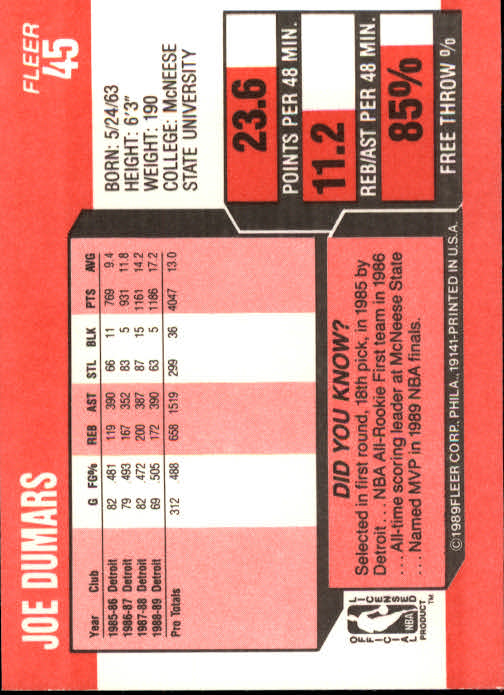 JOE DUMARS
FLEER
45
Year Club G FG% REB AST STL BLK PTS AVG
1985-86 Detroit 82 .481 119 390 66 11 769 9.4
1986-87 Detroit 79 .493 167 352 83 5 931 11.8
1987-88 Detroit 82 .472 200 387 87 15 1161 14.2
1988-89 Detroit 69 .505 172 390 63 5 1186 17.2
Pro Totals 312 .488 658 1519 299 36 4047 13.0
BORN: 5/24/63
HEIGHT: 6'3"
WEIGHT: 190
COLLEGE: McNEESE
STATE UNIVERSITY
23.6
POINTS PER 48 MIN.
11.2
REB/AST PER 48 MIN.
85%
FREE THROW %
DID YOU KNOW?
Selected in first round, 18th pick, in 1985 by
Detroit ... NBA All-Rookie First team in 1986
... All-time scoring leader at McNeese State
... Named MVP in 1989 NBA finals.
OFFICIAL LICENSED
NBA
PRODUCT™
©1989FLEER CORP., PHILA., 19141-PRINTED IN U.S.A.